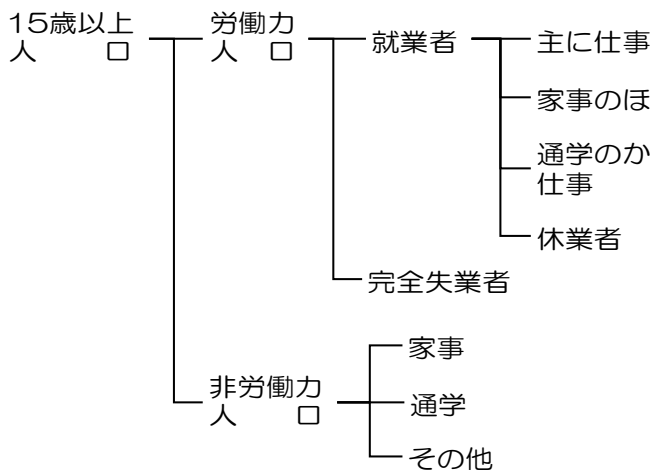 15歳以上
人　　口
労働力
人　口
就業者
主に仕事
家事のほ
通学のか
仕事
休業者
完全失業者
非労働力
人　　口
家事
通学
その他